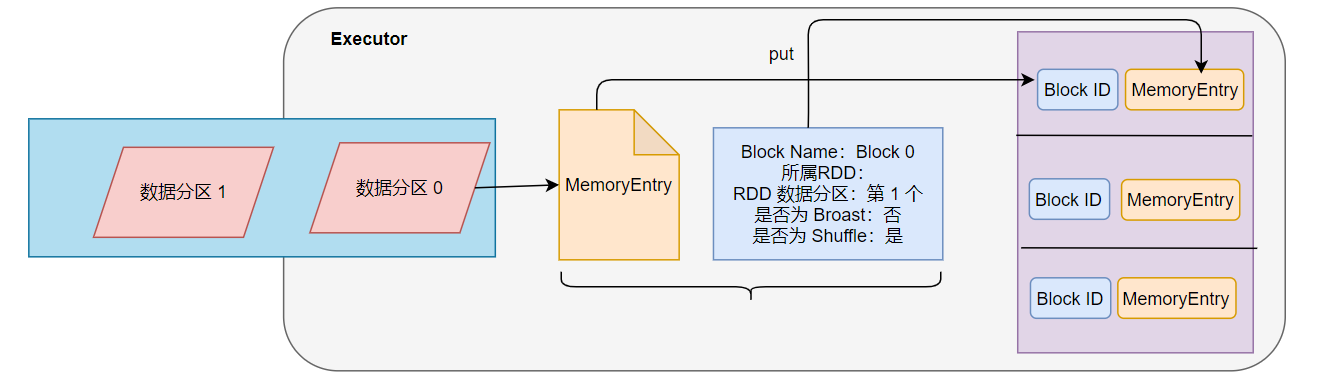 Executor
put
数据分区 1
数据分区 0
MemoryEntry
Block Name：Block 0
所属RDD：
RDD 数据分区：第 1 个
是否为 Broast：否
是否为 Shuffle：是
Block ID
MemoryEntry
Block ID
MemoryEntry
Block ID
MemoryEntry